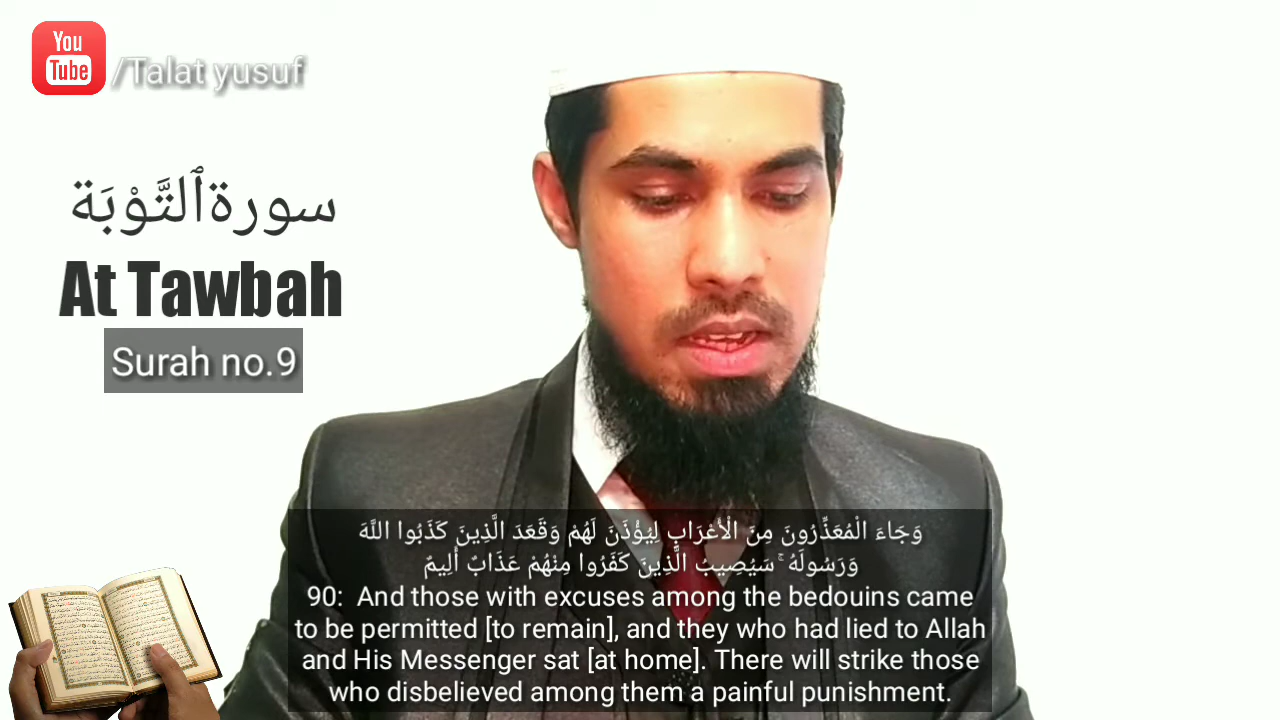 You
Tube
/Talat yusuf
سورةٱلتَّوْبَة
At Tawbah
Surah no.9
وَجَاءَ الْمُعَذِّرُونَ مِنَ الْأَعْرَابِ لِيُؤْذَنَ لَهُمْ وَقَعَدَ الَّذِينَ كَذَبُوا اللَّهَ
وَرَسُولَهُ ۚ سَيُصِيبُ الَّذِينَ كَفَرُوا مِنْهُمْ عَذَابٌ أَلِيمٌ
90: And those with excuses among the bedouins came
to be permitted [to remain], and they who had lied to Allah
and His Messenger sat [at home]. There will strike those
who disbelieved among them a painful punishment.